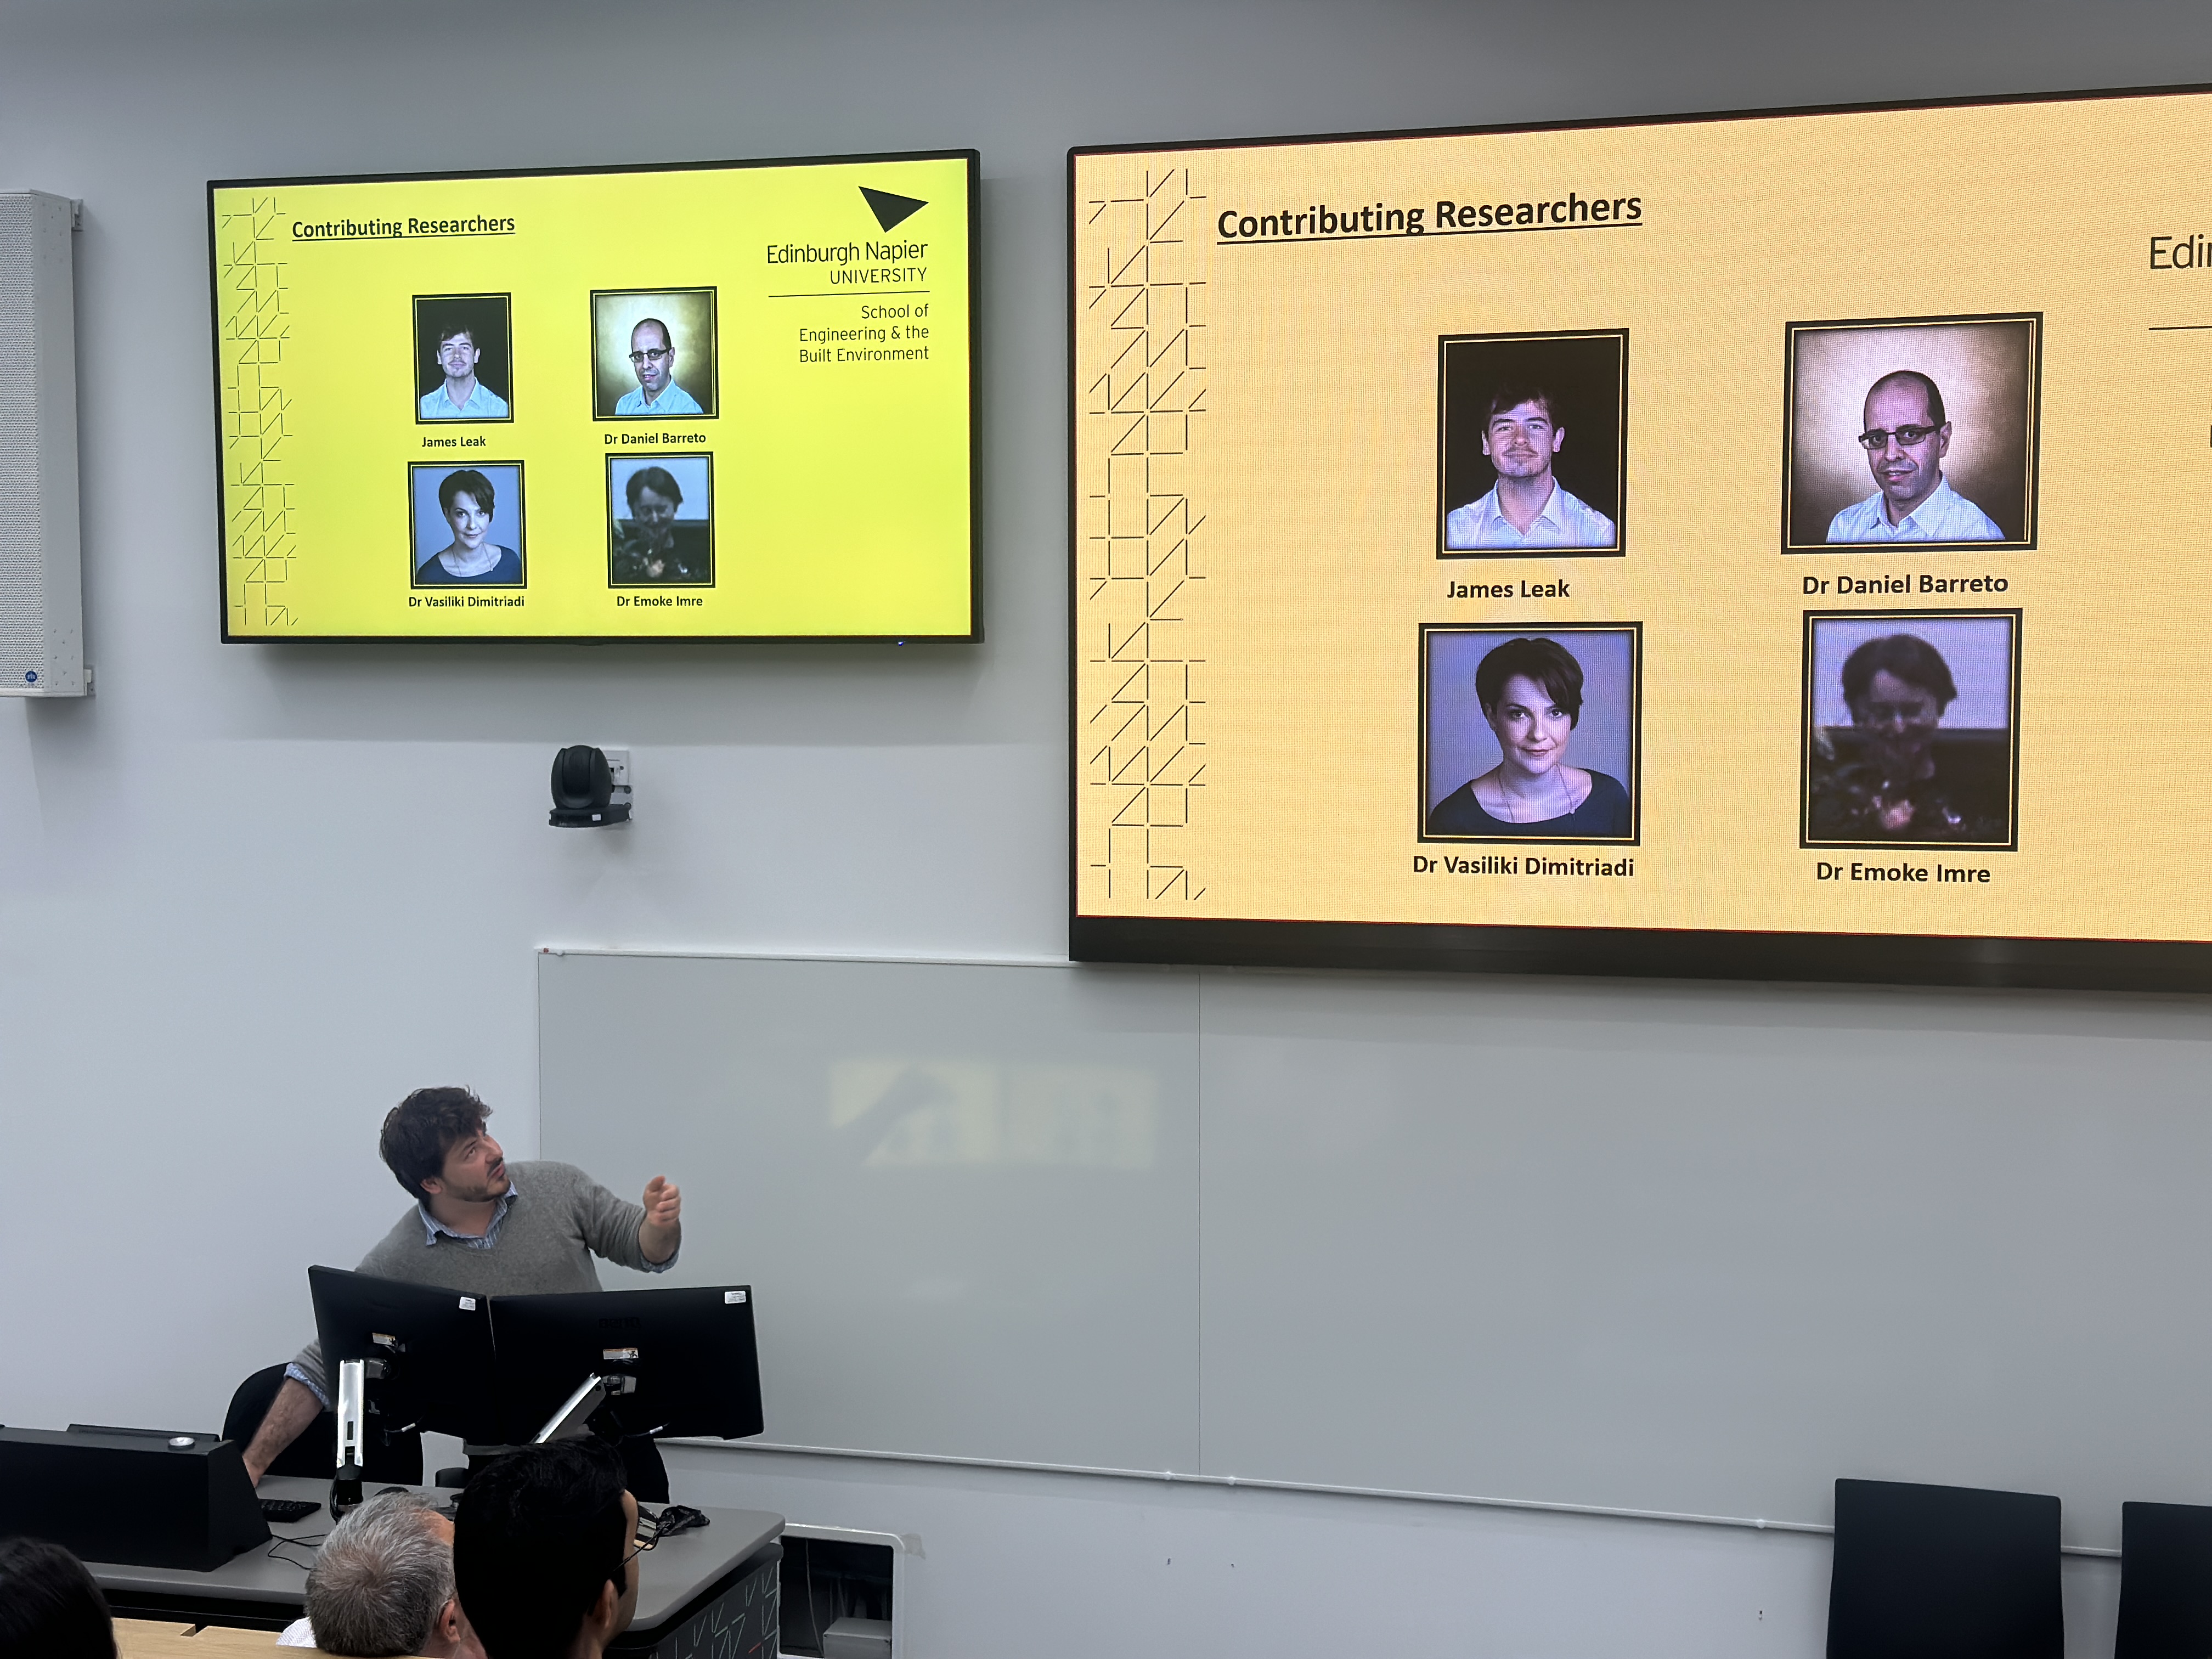 Contributing Researchers
Edinburgh Napier
UNIVERSITY
School of
Engineering & the
Built Environment
James Leak
Dr Daniel Barreto
Dr Vasiliki Dimitriadi
Dr Emoke Imre
Contributing Researchers
Edi
James Leak
Dr Daniel Barreto
Dr Vasiliki Dimitriadi
Dr Emoke Imre